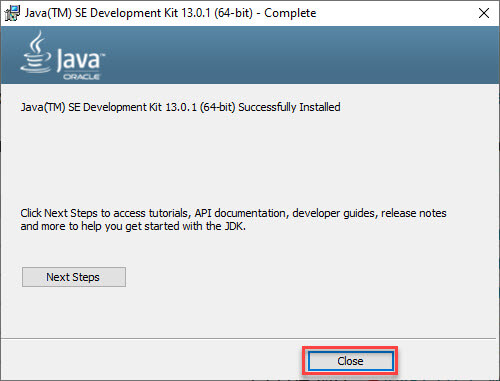 Java(TM) SE Development Kit 13.0.1 (64-bit) - Complete
Java™
ORACLE
Java(TM) SE Development Kit 13.0.1 (64-bit) Successfully Installed
Click Next Steps to access tutorials, API documentation, developer guides, release notes
and more to help you get started with the JDK.
Next Steps
Close